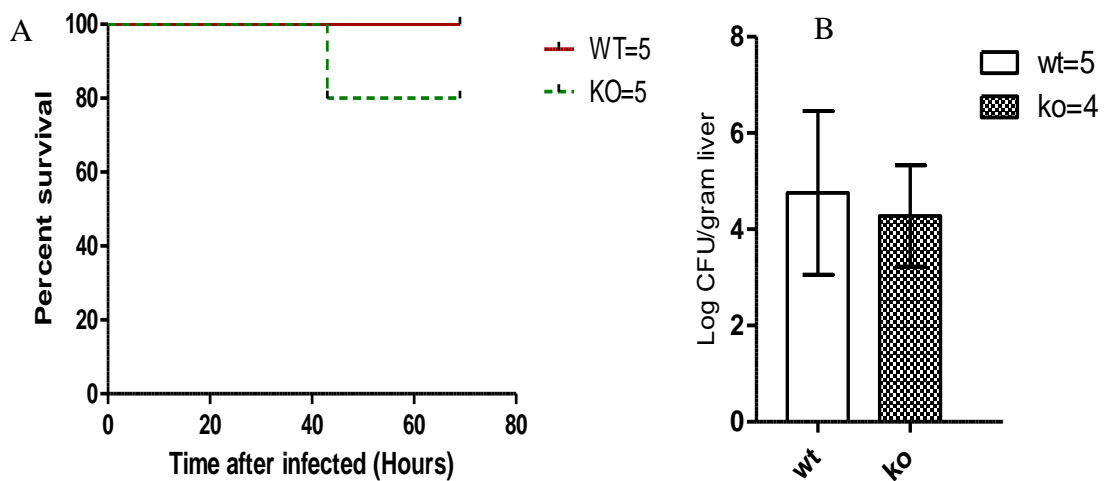 A
Percent survival
100
80
60
40
20
0
0 20 40 60 80
Time after infected (Hours)
WT=5
KO=5
B
Log CFU/gram liver
8
6
4
2
0
wt ko
wt=5
ko=4